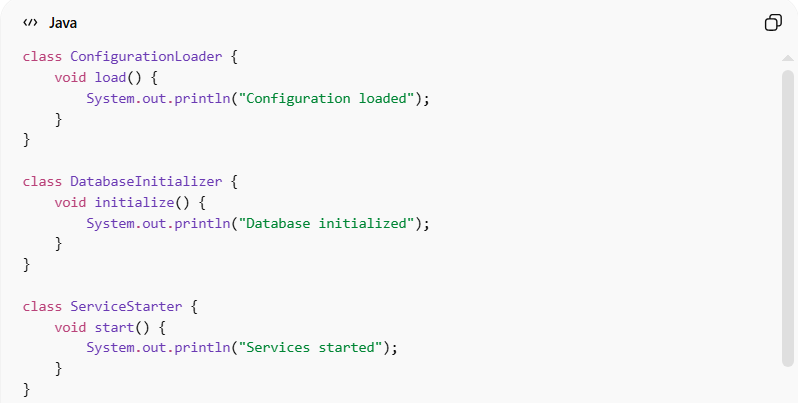 </> Java
class ConfigurationLoader {
    void load() {
        System.out.println("Configuration loaded");
    }
}

class DatabaseInitializer {
    void initialize() {
        System.out.println("Database initialized");
    }
}

class ServiceStarter {
    void start() {
        System.out.println("Services started");
    }
}